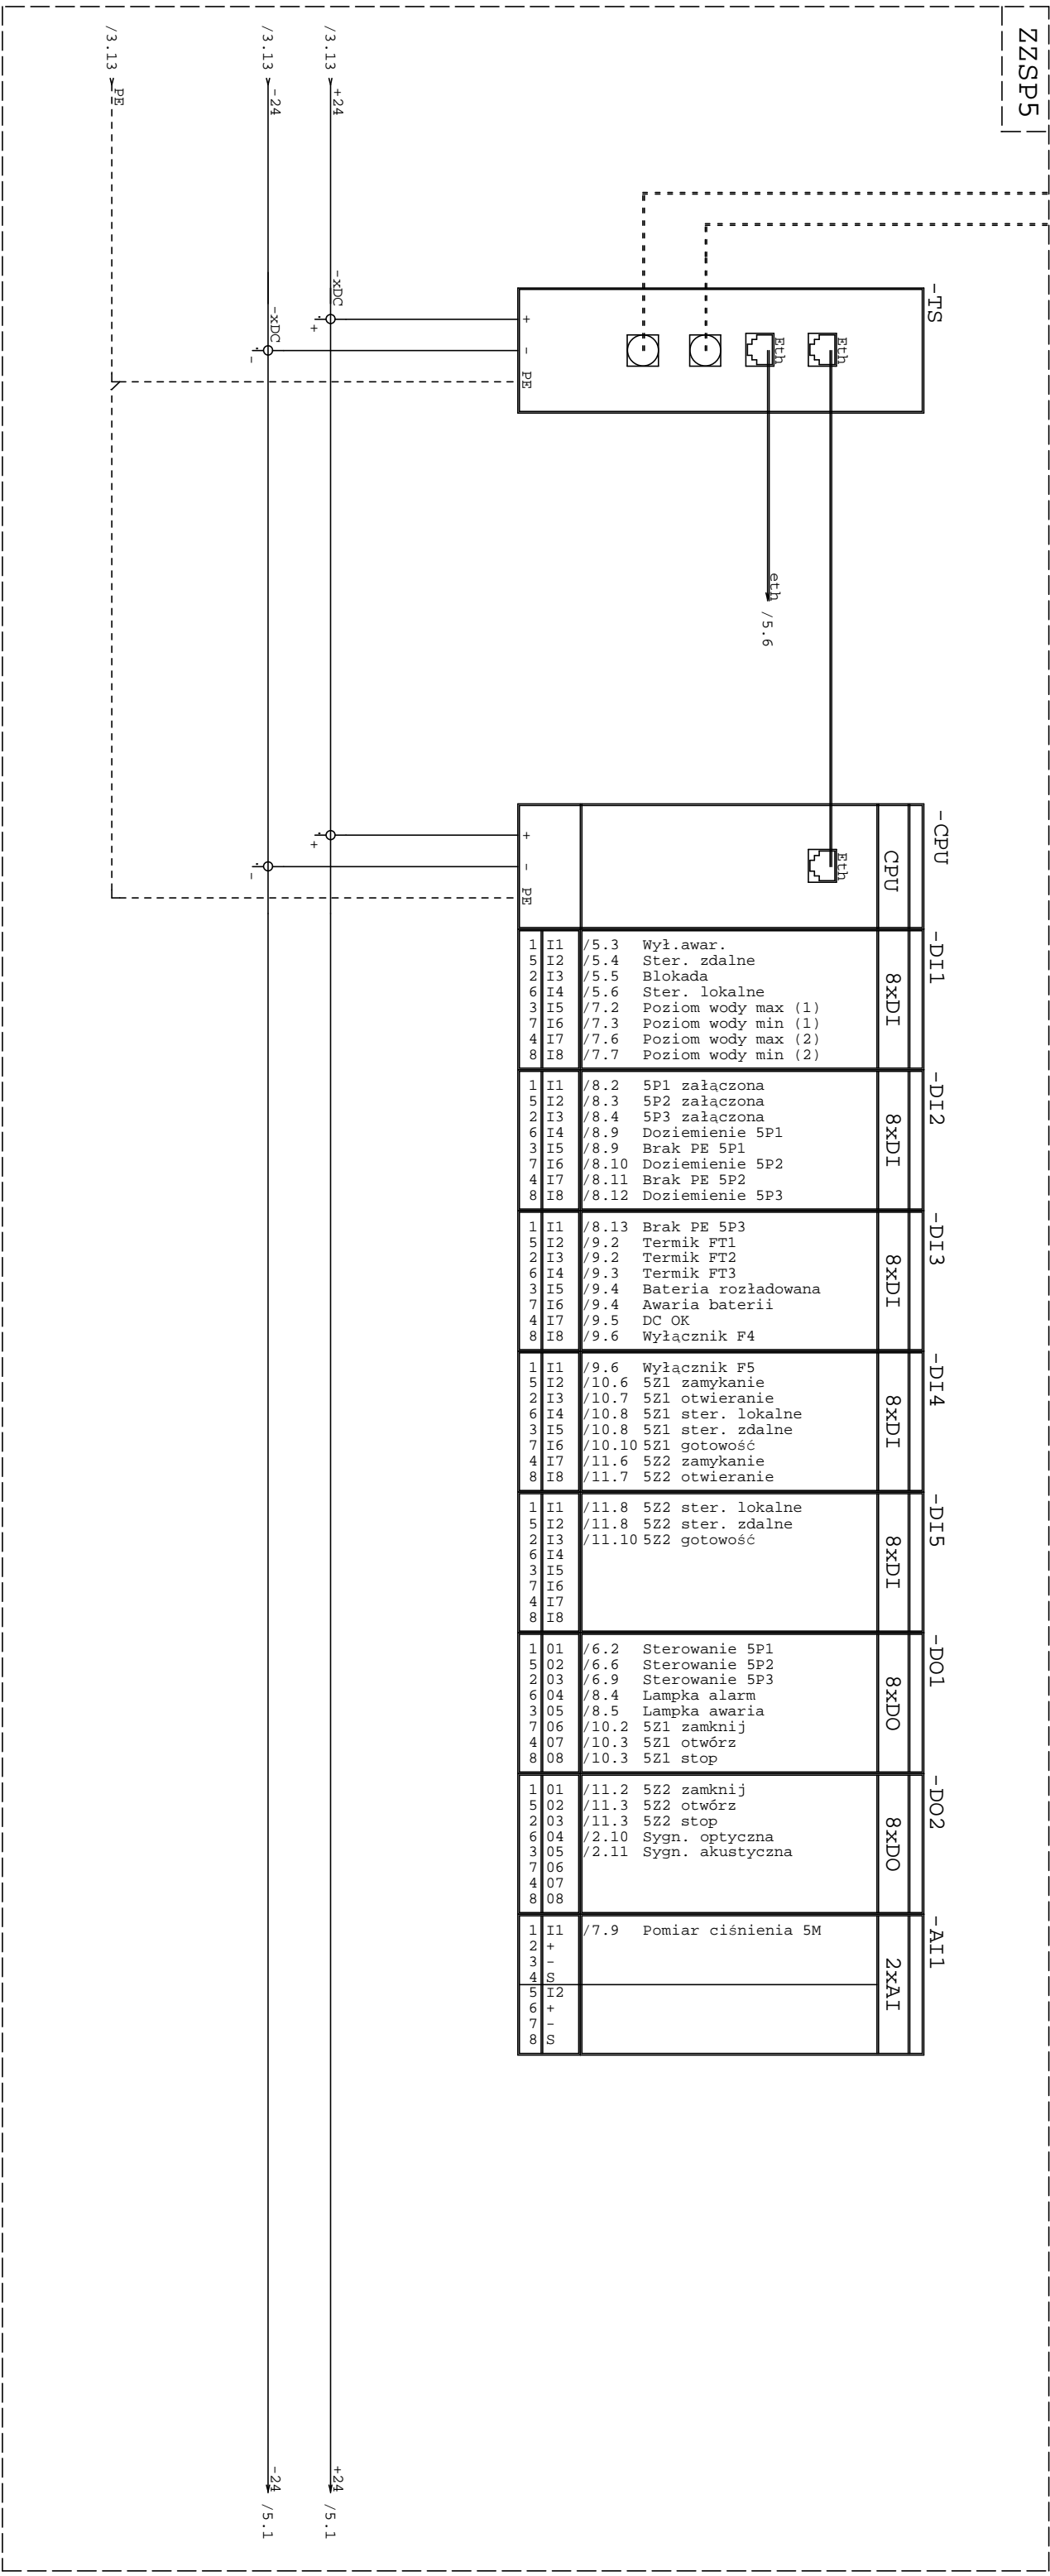 ZZSP5
/3.13 PE
/3.13 -24
/3.13 +24
-xDC
+
-xDC
-
-TS
+
-
PE
Eth
Eth
eth /5.6
-CPU
CPU
Eth
+
-
PE
+
-
-DI1
8xDI
1 I1 /5.3 Wył.awar.
5 I2 /5.4 Ster. zdalne
2 I3 /5.5 Blokada
6 I4 /5.6 Ster. lokalne
3 I5 /7.2 Poziom wody max (1)
7 I6 /7.3 Poziom wody min (1)
4 I7 /7.6 Poziom wody max (2)
8 I8 /7.7 Poziom wody min (2)
-DI2
8xDI
1 I1 /8.2 5P1 załączona
5 I2 /8.3 5P2 załączona
2 I3 /8.4 5P3 załączona
6 I4 /8.9 Doziemienie 5P1
3 I5 /8.9 Brak PE 5P1
7 I6 /8.10 Doziemienie 5P2
4 I7 /8.11 Brak PE 5P2
8 I8 /8.12 Doziemienie 5P3
-DI3
8xDI
1 I1 /8.13 Brak PE 5P3
5 I2 /9.2 Termik FT1
2 I3 /9.2 Termik FT2
6 I4 /9.3 Termik FT3
3 I5 /9.4 Bateria rozładowana
7 I6 /9.4 Awaria baterii
4 I7 /9.5 DC OK
8 I8 /9.6 Wyłącznik F4
-DI4
8xDI
1 I1 /9.6 Wyłącznik F5
5 I2 /10.6 5Z1 zamykanie
2 I3 /10.7 5Z1 otwieranie
6 I4 /10.8 5Z1 ster. lokalne
3 I5 /10.8 5Z1 ster. zdalne
7 I6 /10.10 5Z1 gotowość
4 I7 /11.6 5Z2 zamykanie
8 I8 /11.7 5Z2 otwieranie
-DI5
8xDI
1 I1 /11.8 5Z2 ster. lokalne
5 I2 /11.8 5Z2 ster. zdalne
2 I3 /11.10 5Z2 gotowość
6 I4
3 I5
7 I6
4 I7
8 I8
-DO1
8xDO
1 01 /6.2 Sterowanie 5P1
5 02 /6.6 Sterowanie 5P2
2 03 /6.9 Sterowanie 5P3
6 04 /8.4 Lampka alarm
3 05 /8.5 Lampka awaria
7 06 /10.2 5Z1 zamknij
4 07 /10.3 5Z1 otwórz
8 08 /10.3 5Z1 stop
-DO2
8xDO
1 01 /11.2 5Z2 zamknij
5 02 /11.3 5Z2 otwórz
2 03 /11.3 5Z2 stop
6 04 /2.10 Sygn. optyczna
3 05 /2.11 Sygn. akustyczna
7 06
4 07
8 08
-AI1
2xAI
1 I1 /7.9 Pomiar ciśnienia 5M
2 +
3 -
4 S
5 I2
6 +
7 -
8 S
-24 /5.1
+24 /5.1